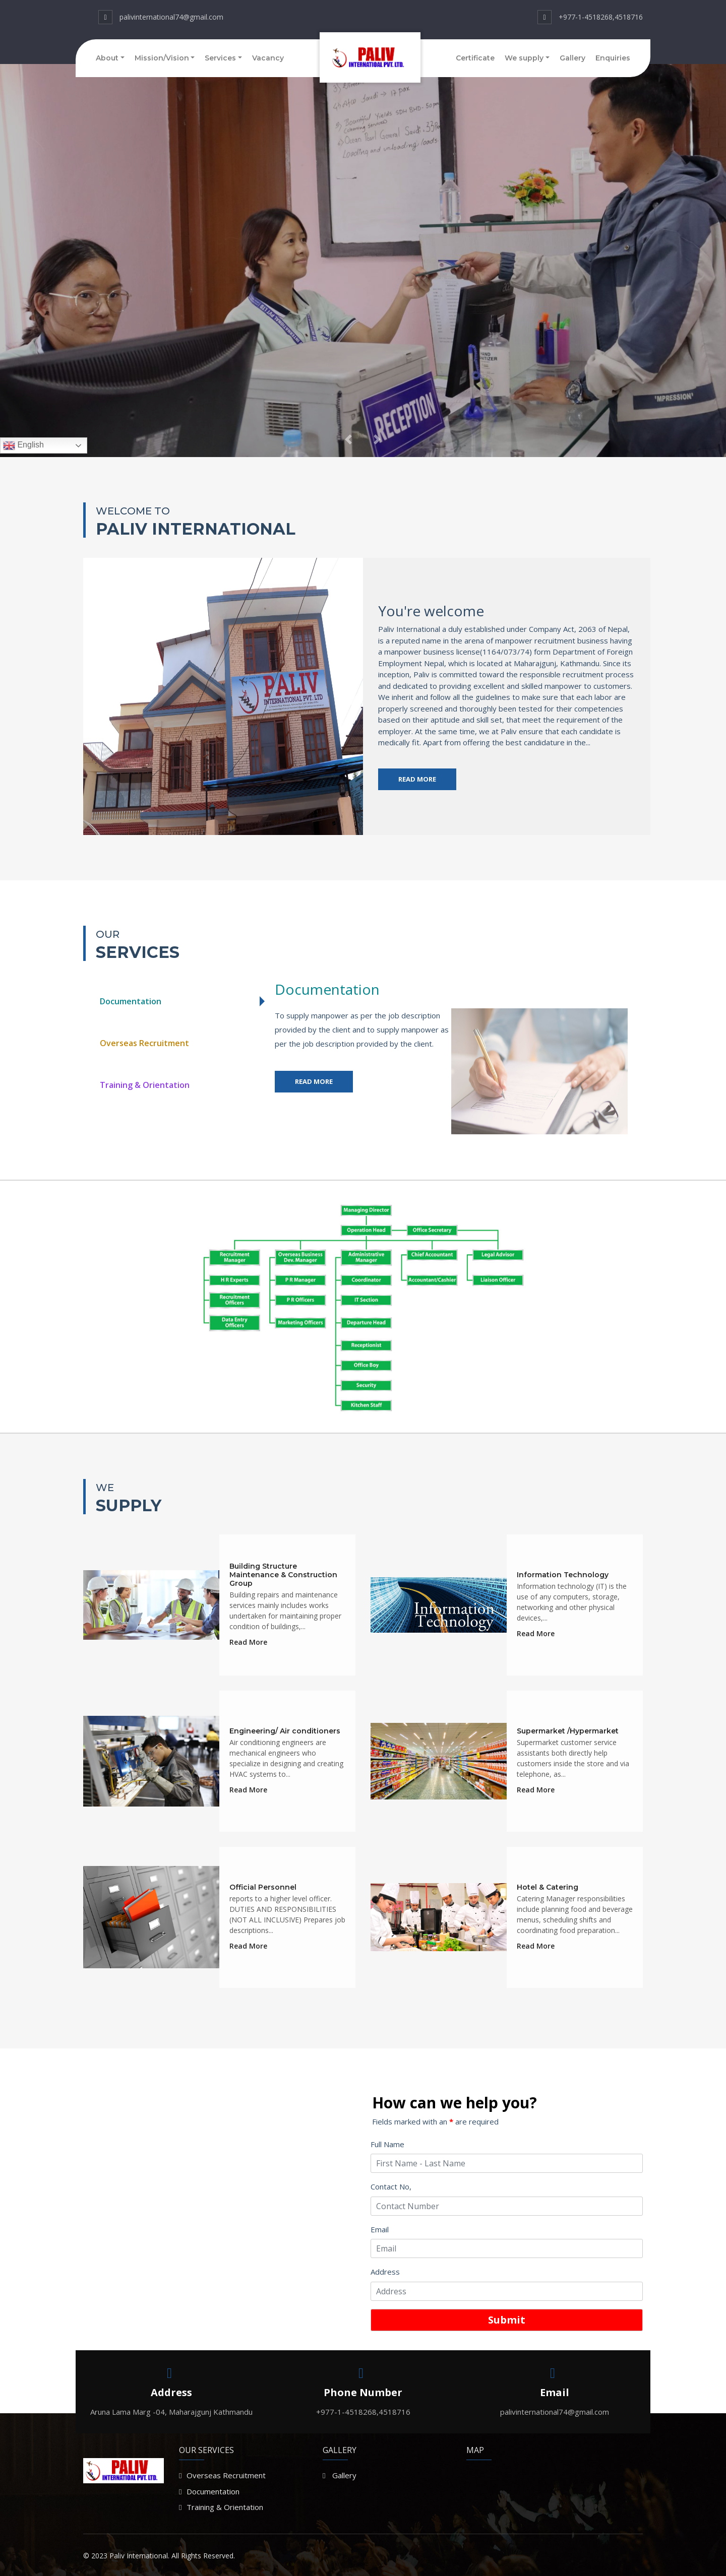 palivinternational74@gmail.com
+977-1-4518268,4518716
About
Mission/Vision
Services
Vacancy
PALIV
INTERNATIONAL PVT. LTD.
Certificate
We supply
Gallery
Enquiries
RECEPTION
English
WELCOME TO
PALIV INTERNATIONAL
PALIV
INTERNATIONAL PVT. LTD
You're welcome
Paliv International a duly established under Company Act, 2063 of Nepal,
is a reputed name in the arena of manpower recruitment business having
a manpower business license(1164/073/74) form Department of Foreign
Employment Nepal, which is located at Maharajgunj, Kathmandu. Since its
inception, Paliv is committed toward the responsible recruitment process
and dedicated to providing excellent and skilled manpower to customers.
We inherit and follow all the guidelines to make sure that each labor are
properly screened and thoroughly been tested for their competencies
based on their aptitude and skill set, that meet the requirement of the
employer. At the same time, we at Paliv ensure that each candidate is
medically fit. Apart from offering the best candidature in the...
READ MORE
OUR
SERVICES
Documentation
Overseas Recruitment
Training & Orientation
Documentation
To supply manpower as per the job description
provided by the client and to supply manpower as
per the job description provided by the client.
READ MORE
Managing Director
Operation Head
Office Secretary
Recruitment
Manager
Overseas Business
Dev. Manager
Administrative
Manager
Chief Accountant
Legal Advisor
H R Experts
P R Manager
Coordinator
Accountant/Cashier
Liaison Officer
Recruitment
Officers
P R Officers
IT Section
Data Entry
Officers
Marketing Officers
Departure Head
Receptionist
Office Boy
Security
Kitchen Staff
WE
SUPPLY
Building Structure
Maintenance & Construction
Group
Building repairs and maintenance
services mainly includes works
undertaken for maintaining proper
condition of buildings,...
Read More
Information
Technology
Information Technology
Information technology (IT) is the
use of any computers, storage,
networking and other physical
devices,...
Read More
Engineering/ Air conditioners
Air conditioning engineers are
mechanical engineers who
specialize in designing and creating
HVAC systems to...
Read More
Supermarket /Hypermarket
Supermarket customer service
assistants both directly help
customers inside the store and via
telephone, as...
Read More
Official Personnel
reports to a higher level officer.
DUTIES AND RESPONSIBILITIES
(NOT ALL INCLUSIVE) Prepares job
descriptions...
Read More
Hotel & Catering
Catering Manager responsibilities
include planning food and beverage
menus, scheduling shifts and
coordinating food preparation...
Read More
How can we help you?
Fields marked with an * are required
Full Name
First Name - Last Name
Contact No,
Contact Number
Email
Email
Address
Address
Submit
Address
Aruna Lama Marg -04, Maharajgunj Kathmandu
Phone Number
+977-1-4518268,4518716
Email
palivinternational74@gmail.com
PALIV
INTERNATIONAL PVT. LTD.
OUR SERVICES
Overseas Recruitment
Documentation
Training & Orientation
GALLERY
Gallery
MAP
© 2023 Paliv International. All Rights Reserved.